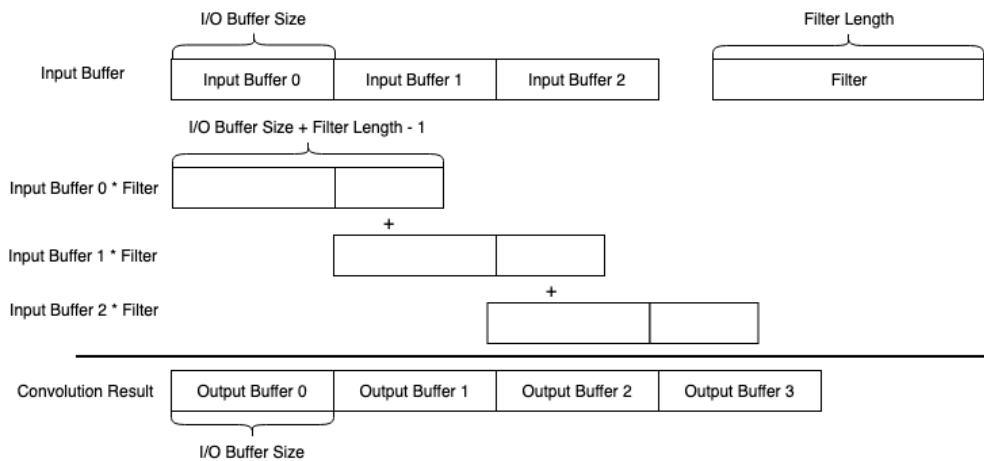 I/O Buffer Size
Filter Length
Input Buffer
Input Buffer 0
Input Buffer 1
Input Buffer 2
Filter
I/O Buffer Size + Filter Length - 1
Input Buffer 0 * Filter
+
Input Buffer 1 * Filter
+
Input Buffer 2 * Filter
Convolution Result
Output Buffer 0
Output Buffer 1
Output Buffer 2
Output Buffer 3
I/O Buffer Size